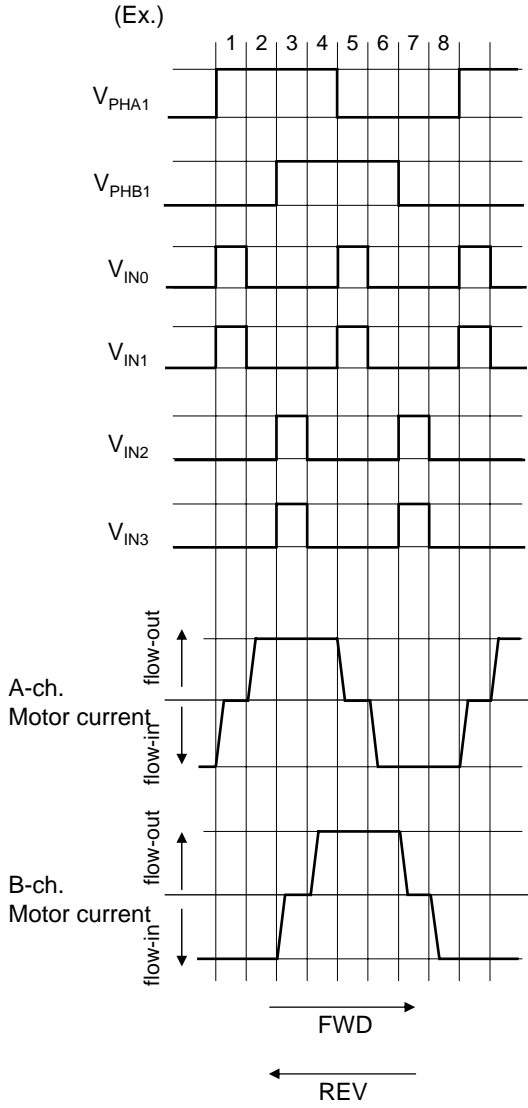 (Ex.)
1 2 3 4 5 6 7 8
VPHA1
VPHB1
VIN0
VIN1
VIN2
VIN3
flow-out
A-ch.
Motor current
flow-in
flow-out
B-ch.
Motor current
flow-in
FWD
REV